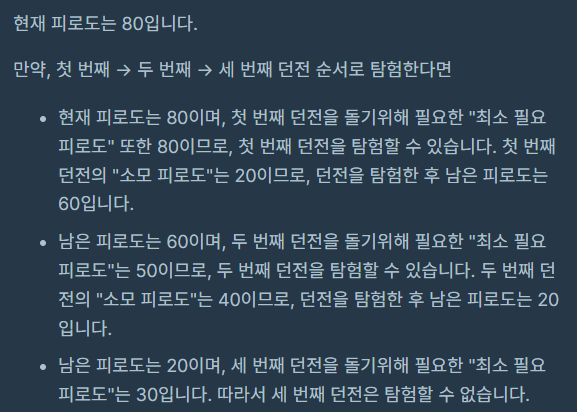 현재 피로도는 80입니다.
만약, 첫 번째 → 두 번째 → 세 번째 던전 순서로 탐험한다면
• 현재 피로도는 80이며, 첫 번째 던전을 돌기위해 필요한 "최소 필요
피로도" 또한 80이므로, 첫 번째 던전을 탐험할 수 있습니다. 첫 번째
던전의 "소모 피로도"는 20이므로, 던전을 탐험한 후 남은 피로도는
60입니다.
• 남은 피로도는 60이며, 두 번째 던전을 돌기위해 필요한 "최소 필요
피로도"는 50이므로, 두 번째 던전을 탐험할 수 있습니다. 두 번째 던
전의 "소모 피로도"는 40이므로, 던전을 탐험한 후 남은 피로도는 20
입니다.
• 남은 피로도는 20이며, 세 번째 던전을 돌기위해 필요한 "최소 필요
피로도"는 30입니다. 따라서 세 번째 던전은 탐험할 수 없습니다.